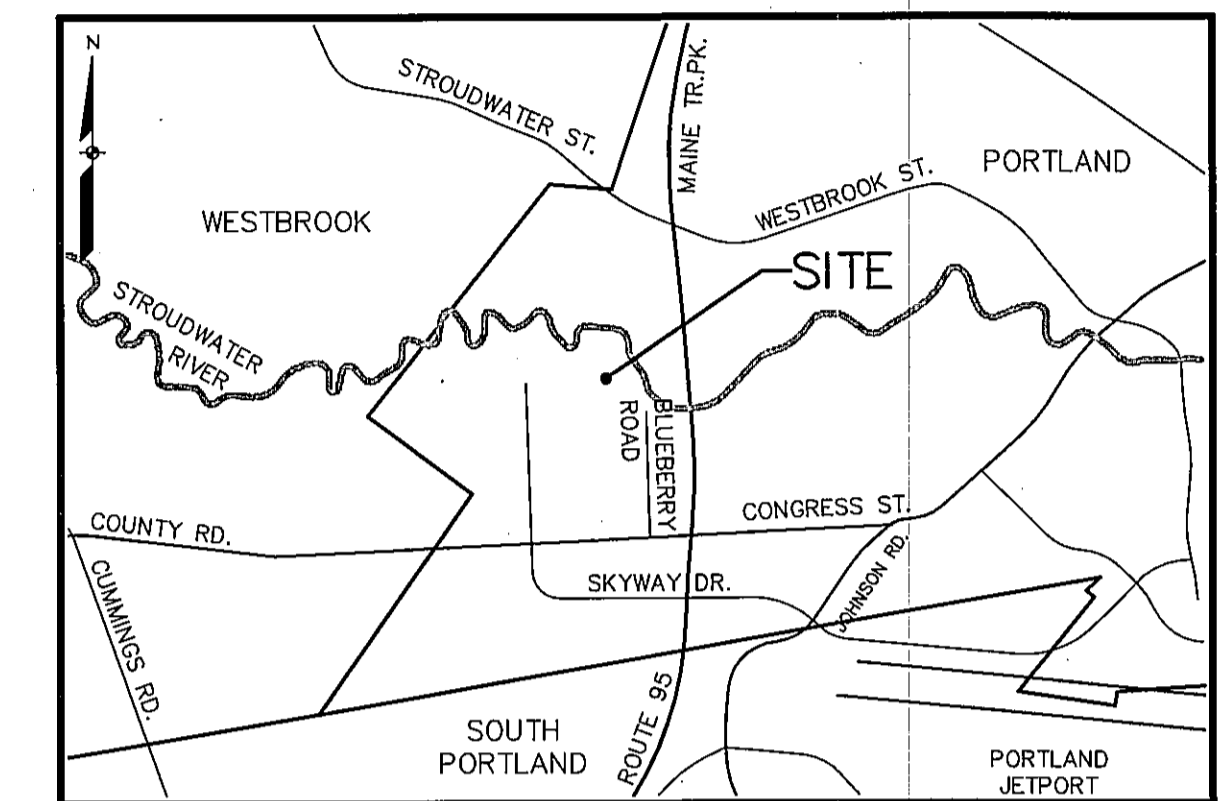 N
STROUDWATER ST.
MAINE TR.PK.
PORTLAND
WESTBROOK ST.
WESTBROOK
SITE
STROUDWATER
RIVER
BLUEBERRY
ROAD
CONGRESS ST.
COUNTY RD.
CUMMINGS RD.
SKYWAY DR.
JOHNSON RD.
SOUTH
PORTLAND
ROUTE 95
PORTLAND
JETPORT